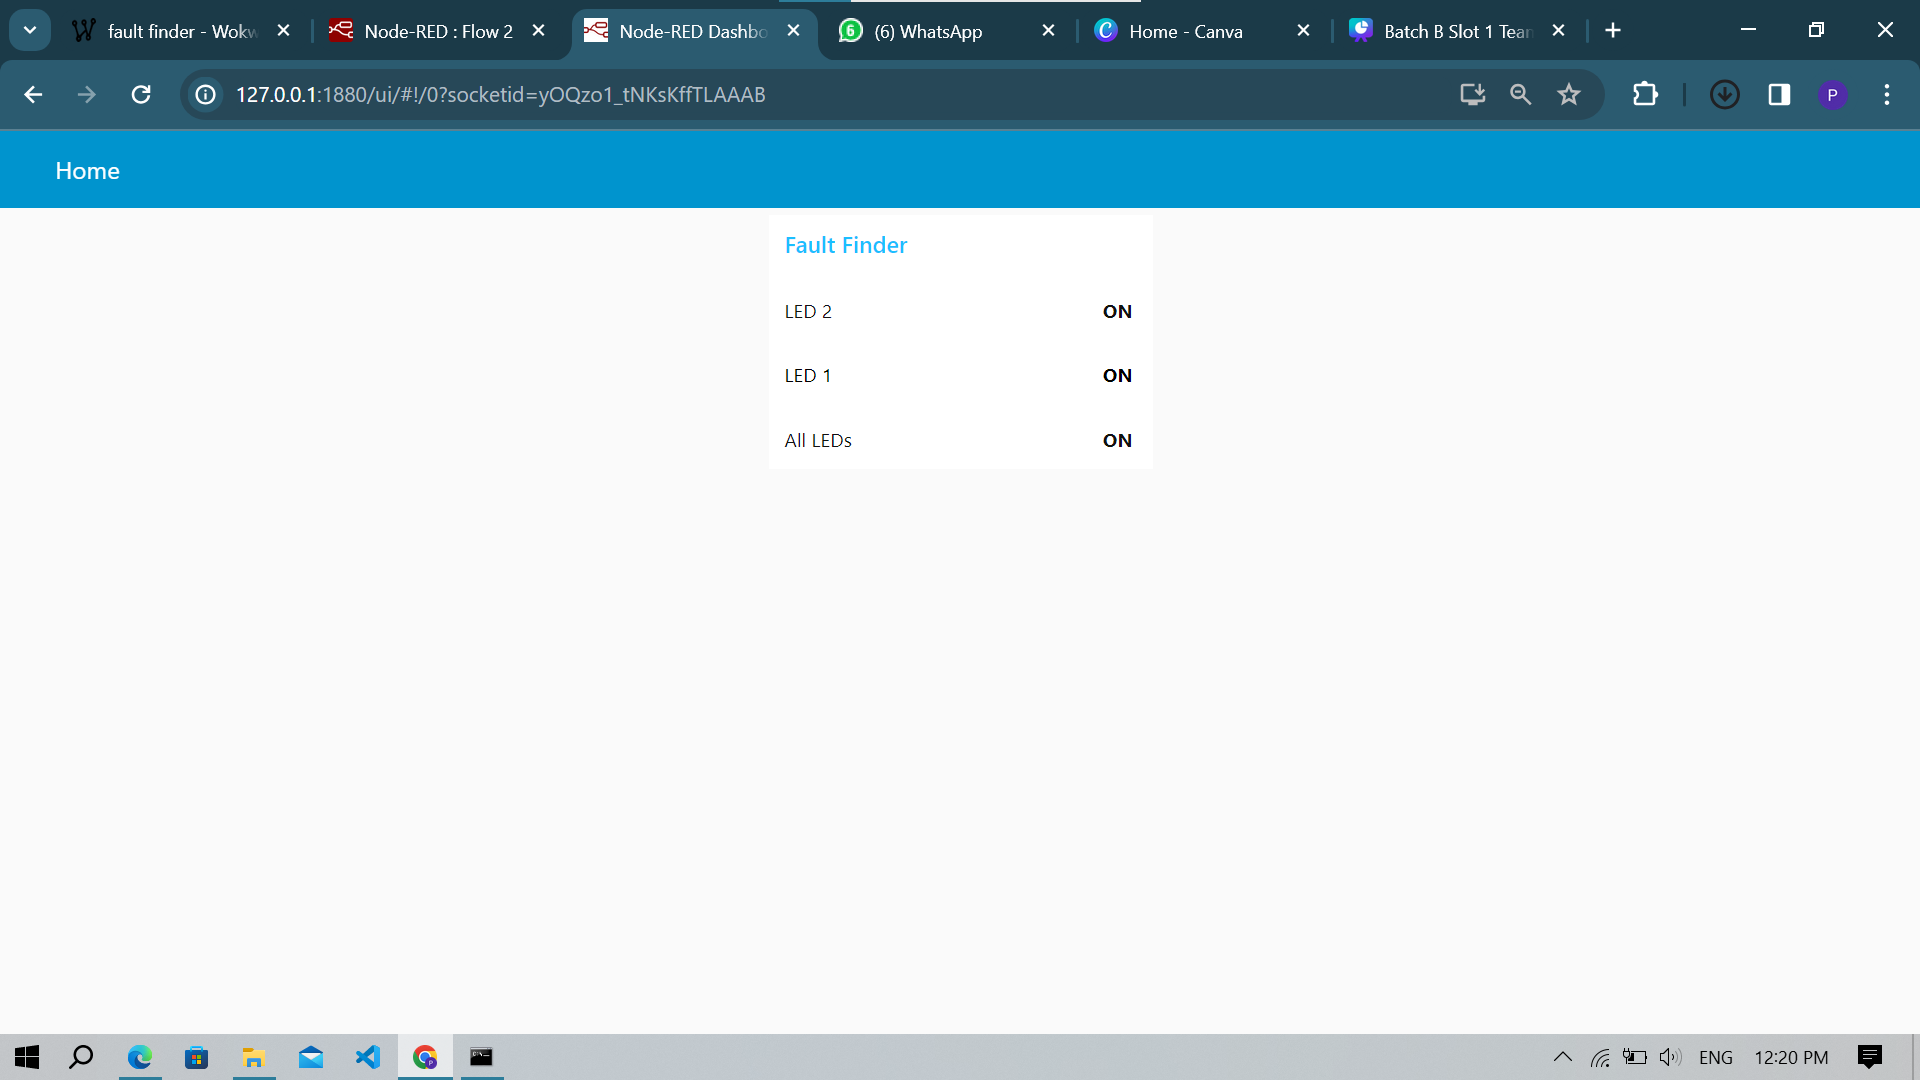 fault finder - Wokw
Node-RED : Flow 2
Node-RED Dashbo
6
(6) WhatsApp
Home - Canva
Batch B Slot 1 Tean
127.0.0.1:1880/ui/#!/0?socketid=yOQzo1_tNKsKffTLAAAB
P
Home
Fault Finder
LED 2 ON
LED 1 ON
All LEDs ON
ENG
12:20 PM